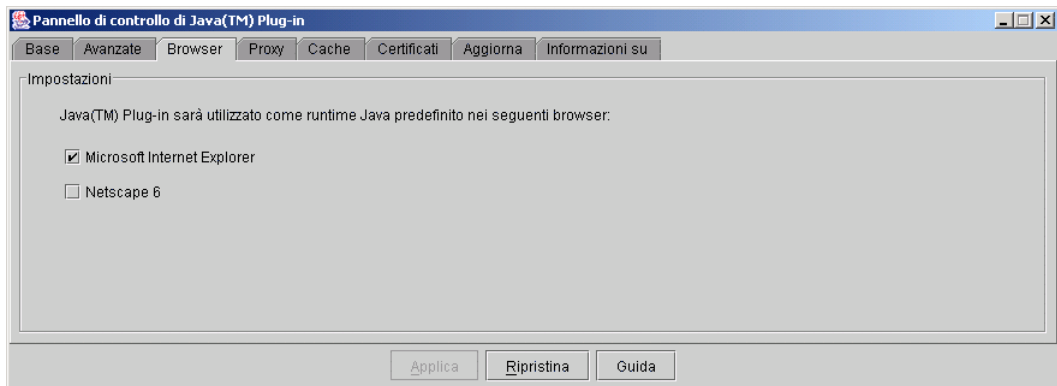 Pannello di controllo di Java(TM) Plug-in
Base Avanzate Browser Proxy Cache Certificati Aggiorna Informazioni su
Impostazioni
Java(TM) Plug-in sarà utilizzato come runtime Java predefinito nei seguenti browser:
Microsoft Internet Explorer
Netscape 6
Applica Ripristina Guida